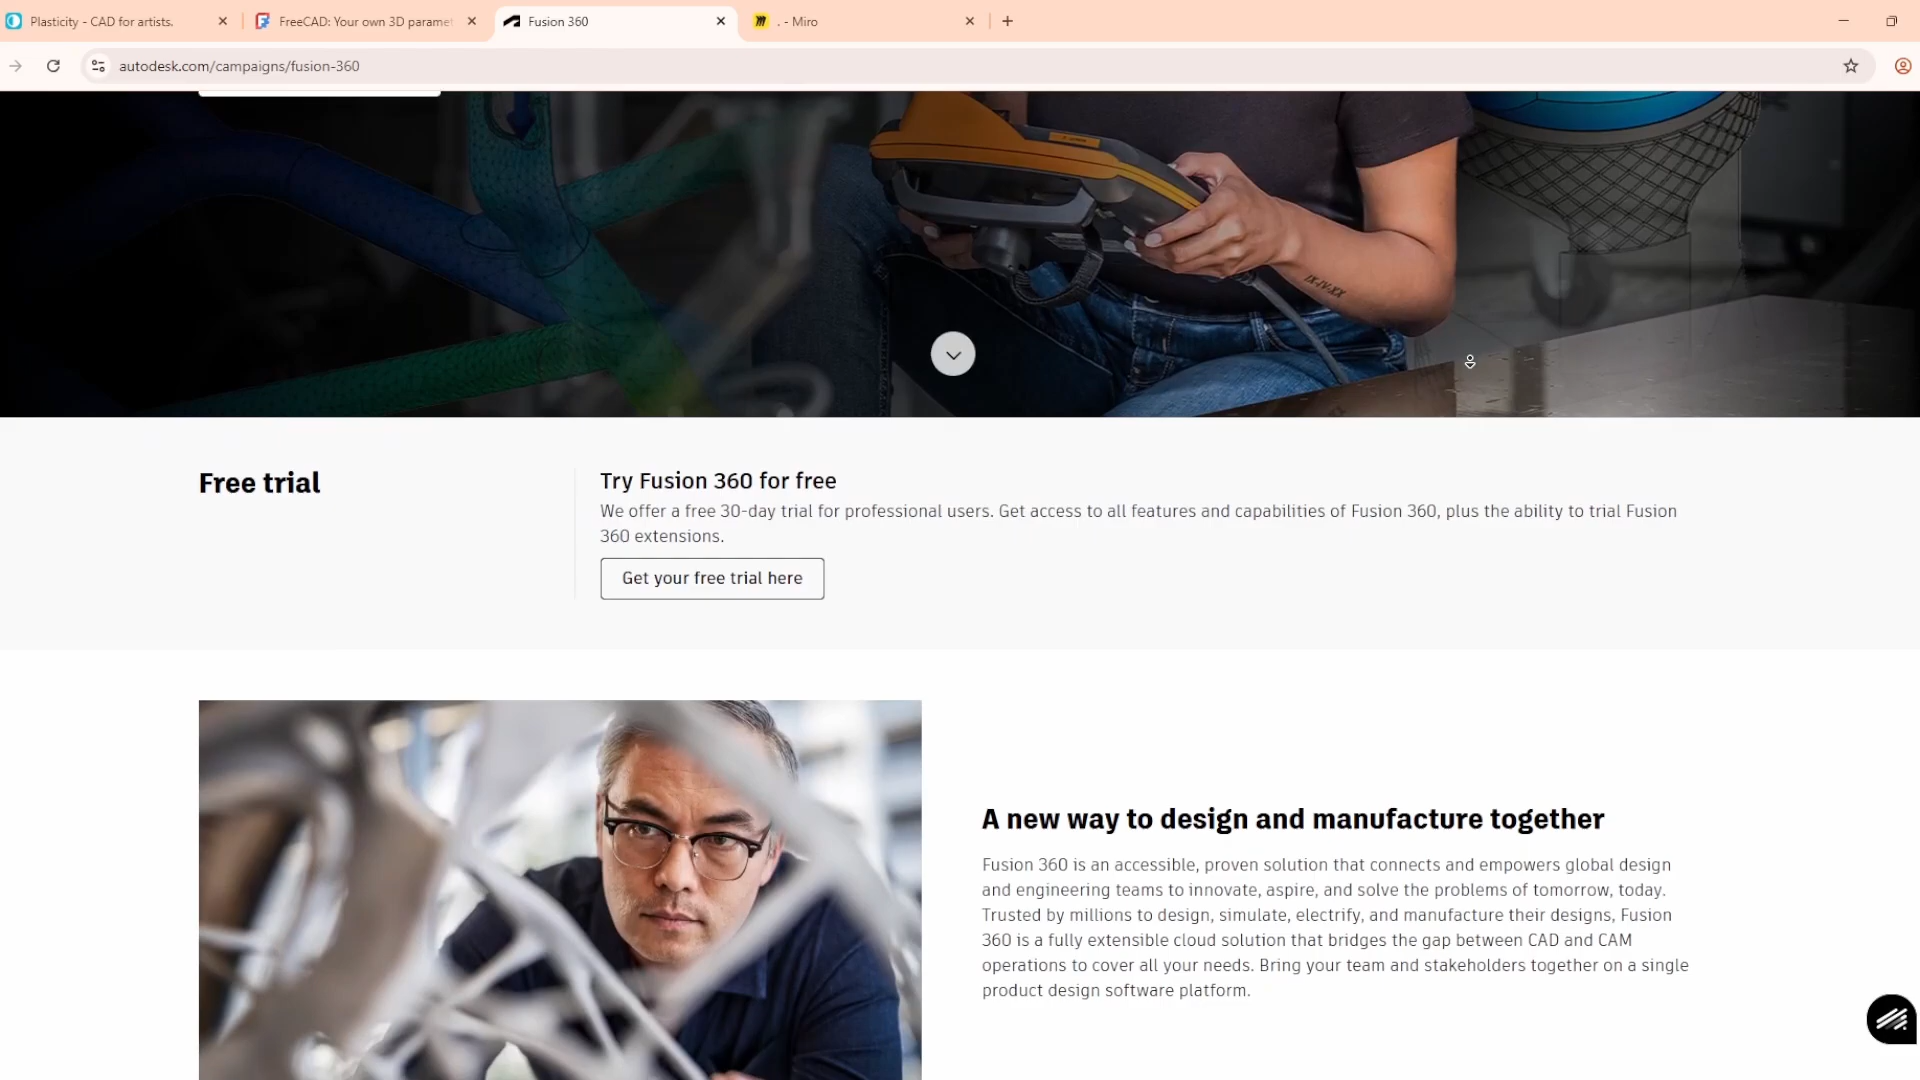 Plasticity - CAD for artists.
FreeCAD: Your own 3D paramet
Fusion 360
. - Miro
autodesk.com/campaigns/fusion-360
IX-IV-XX
Free trial
Try Fusion 360 for free
We offer a free 30-day trial for professional users. Get access to all features and capabilities of Fusion 360, plus the ability to trial Fusion
360 extensions.
Get your free trial here
A new way to design and manufacture together
Fusion 360 is an accessible, proven solution that connects and empowers global design
and engineering teams to innovate, aspire, and solve the problems of tomorrow, today.
Trusted by millions to design, simulate, electrify, and manufacture their designs, Fusion
360 is a fully extensible cloud solution that bridges the gap between CAD and CAM
operations to cover all your needs. Bring your team and stakeholders together on a single
product design software platform.